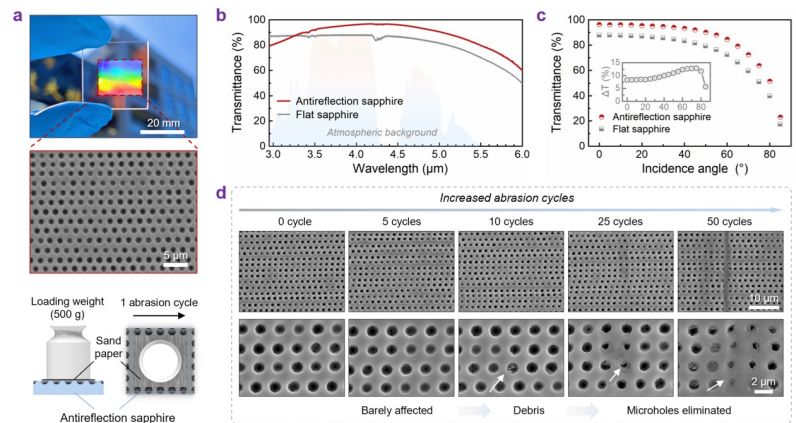 a
20 mm
5 µm
Loading weight
(500 g)
1 abrasion cycle
Sand
paper
Antireflection sapphire
b
Transmittance (%)
100
80
60
40
20
0
Antireflection sapphire
Flat sapphire
Atmospheric background
3.0
3.5
4.0
4.5
5.0
5.5
6.0
Wavelength (µm)
c
Transmittance (%)
100
80
60
40
20
0
ΔT (%)
15
10
5
0
0 20 40 60 80
Antireflection sapphire
Flat sapphire
0
20
40
60
80
Incidence angle (°)
d
Increased abrasion cycles
0 cycle
5 cycles
10 cycles
25 cycles
50 cycles
10 µm
2 µm
Barely affected
Debris
Microholes eliminated